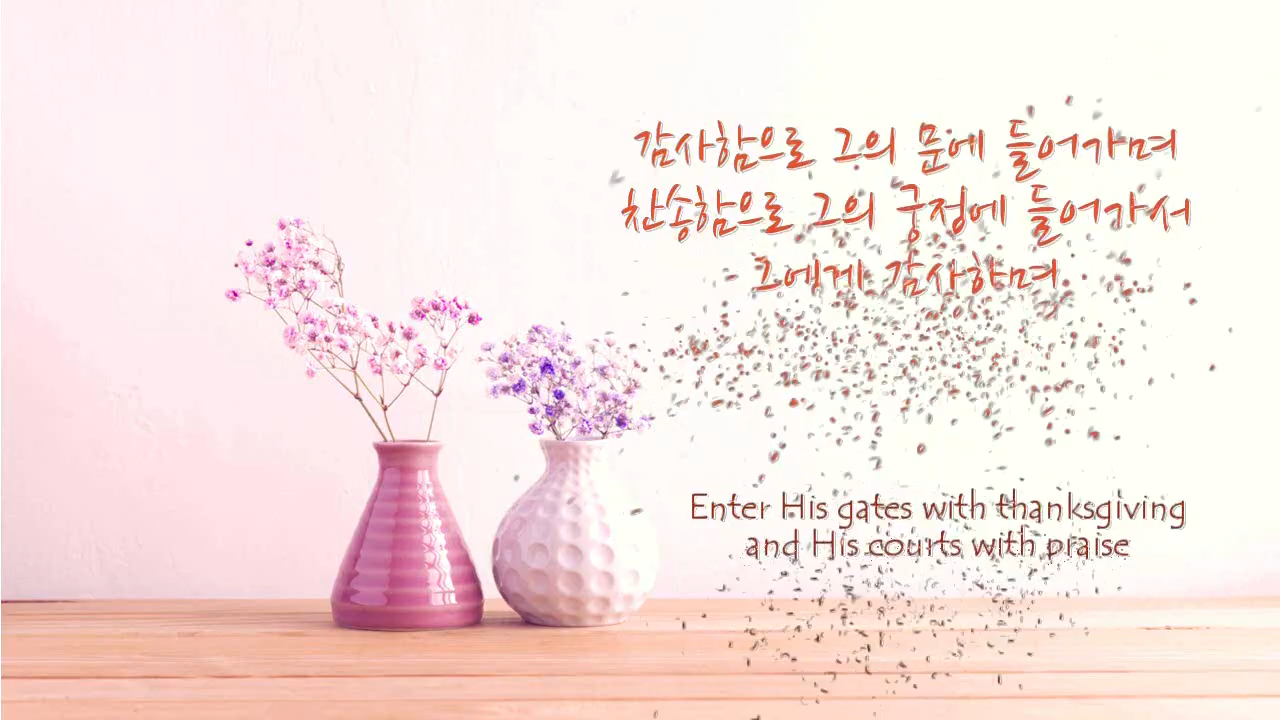 감사함으로 그의 문에 들어가며
찬송함으로 그의 궁정에 들어가서
그에게 감사하며
Enter His gates with thanksgiving
and His courts with praise